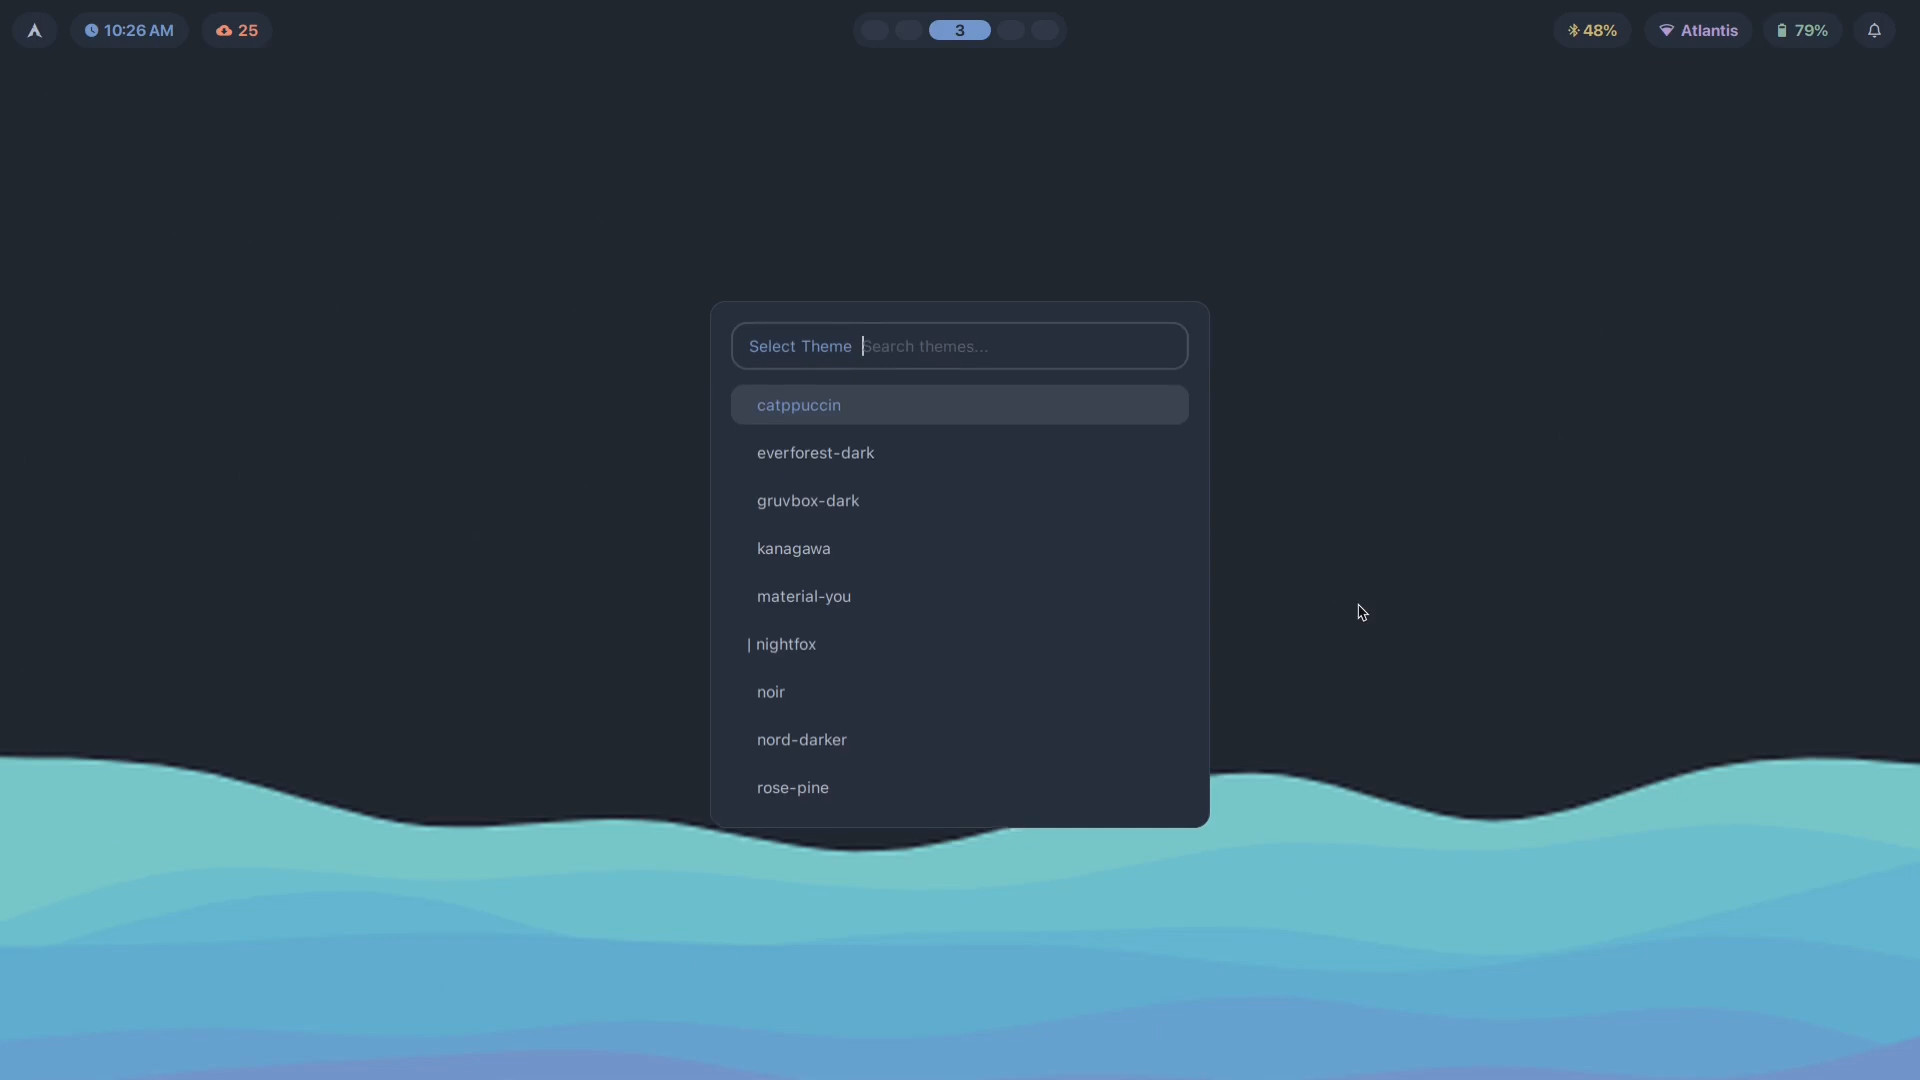 10:26 AM
25
3
48%
Atlantis
79%
Select Theme Search themes...
catppuccin
everforest-dark
gruvbox-dark
kanagawa
material-you
| nightfox
noir
nord-darker
rose-pine